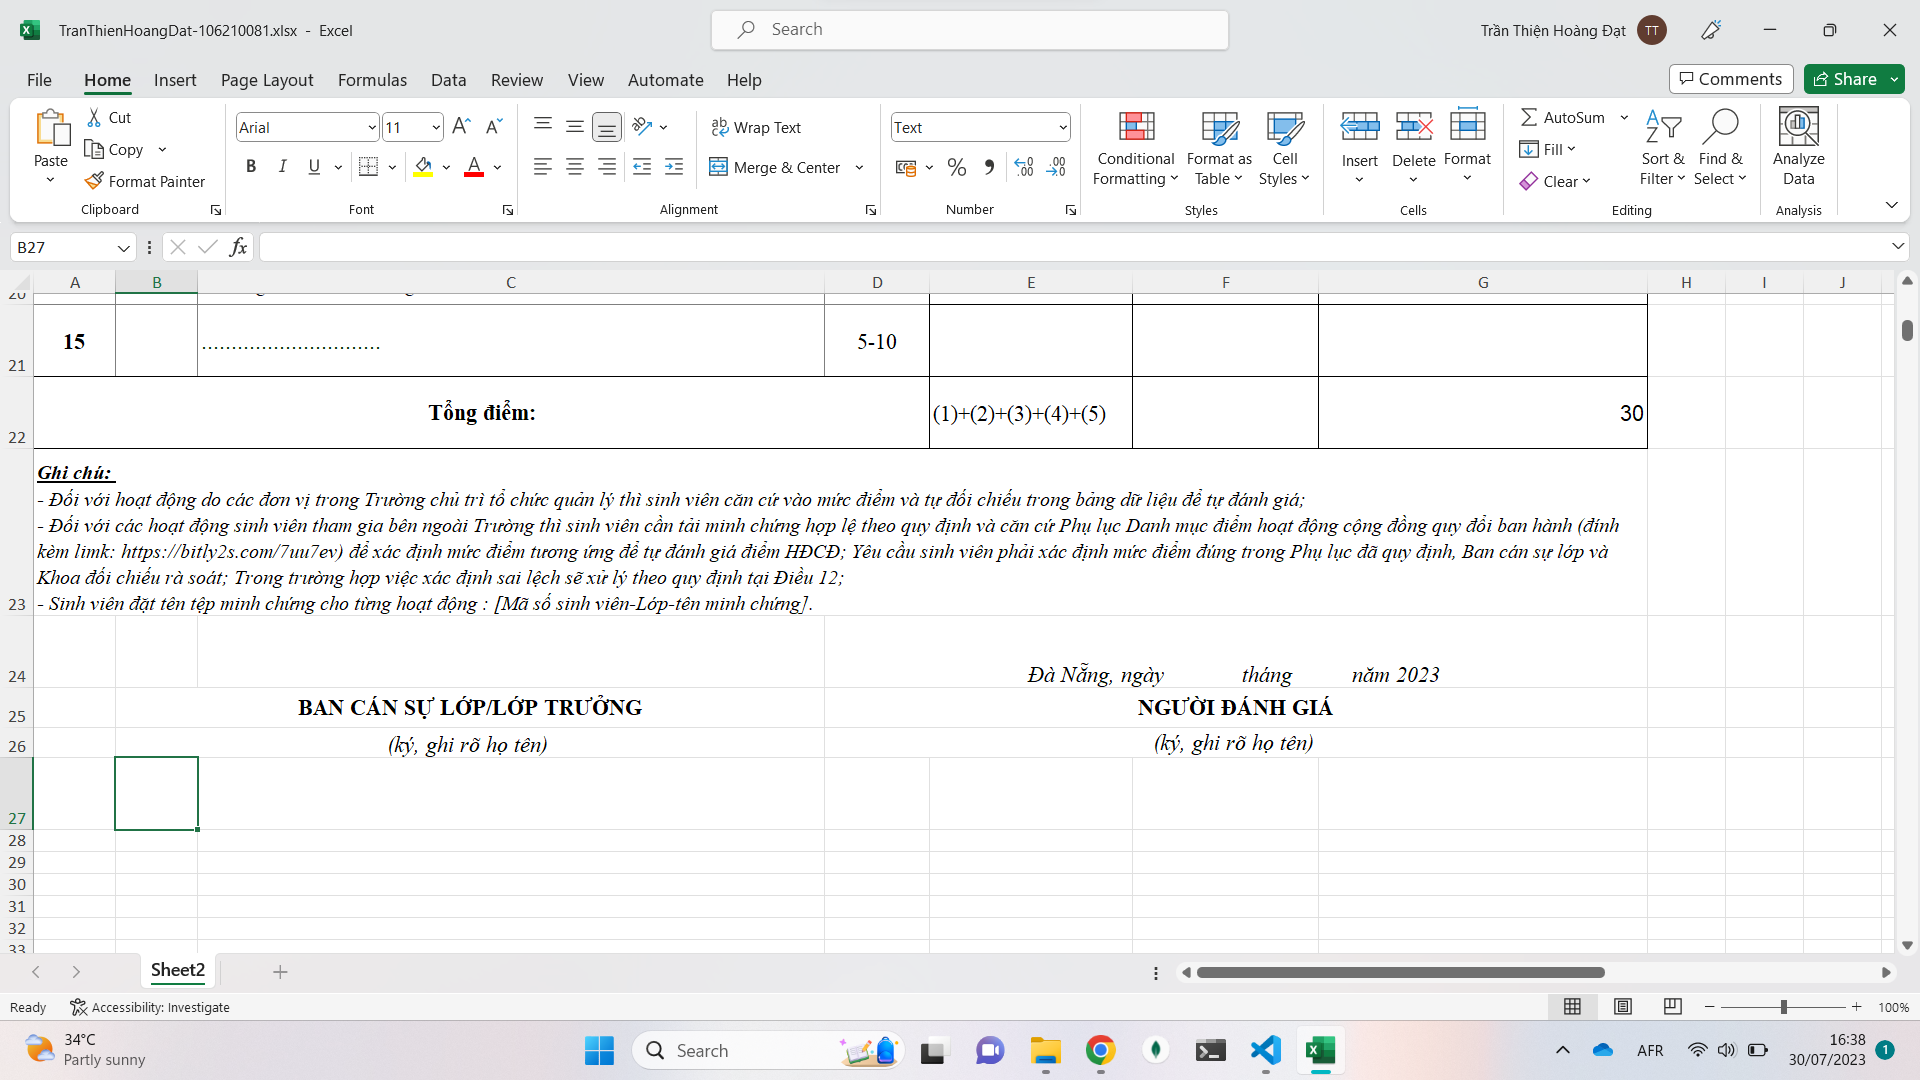 TranThienHoangDat-106210081.xlsx - Excel
Search
Trần Thiện Hoàng Đạt TT
File Home Insert Page Layout Formulas Data Review View Automate Help
Comments Share
Paste Cut Copy Format Painter Clipboard
Arial 11 B I U A Font
Wrap Text Merge & Center Alignment
Text % Number
Conditional Formatting Format as Table Cell Styles Styles
Insert Delete Format Cells
AutoSum Fill Clear Sort & Filter Find & Select Editing
Analyze Data Analysis
B27 fx
A B C D E F G H I J
20
21 15 .............................. 5-10
22 Tổng điểm: (1)+(2)+(3)+(4)+(5) 30
Ghi chú:
- Đối với hoạt động do các đơn vị trong Trường chủ trì tổ chức quản lý thì sinh viên căn cứ vào mức điểm và tự đối chiếu trong bảng dữ liệu để tự đánh giá;
- Đối với các hoạt động sinh viên tham gia bên ngoài Trường thì sinh viên cần tải minh chứng hợp lệ theo quy định và căn cứ Phụ lục Danh mục điểm hoạt động cộng đồng quy đổi ban hành (đính
kèm limk: https://bitly2s.com/7uu7ev) để xác định mức điểm tương ứng để tự đánh giá điểm HĐCĐ; Yêu cầu sinh viên phải xác định mức điểm đúng trong Phụ lục đã quy định, Ban cán sự lớp và
Khoa đối chiếu rà soát; Trong trường hợp việc xác định sai lệch sẽ xử lý theo quy định tại Điều 12;
23 - Sinh viên đặt tên tệp minh chứng cho từng hoạt động : [Mã số sinh viên-Lớp-tên minh chứng].
24 Đà Nẵng, ngày tháng năm 2023
25 BAN CÁN SỰ LỚP/LỚP TRƯỞNG NGƯỜI ĐÁNH GIÁ
26 (ký, ghi rõ họ tên) (ký, ghi rõ họ tên)
27
28
29
30
31
32
33
Sheet2
Ready Accessibility: Investigate 100%
34°C
Partly sunny
Search
AFR
16:38
30/07/2023
1